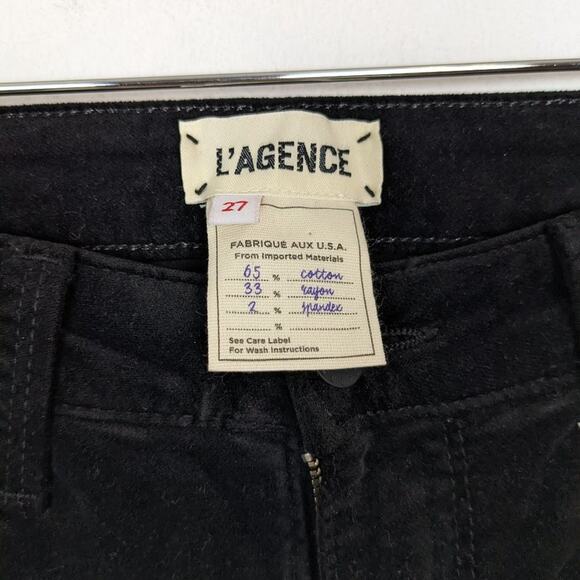 L'AGENCE
27
FABRIQUÉ AUX U.S.A.
From Imported Materials
65 % cotton
33 % rayon
2 % spandex
%
See Care Label
For Wash Instructions